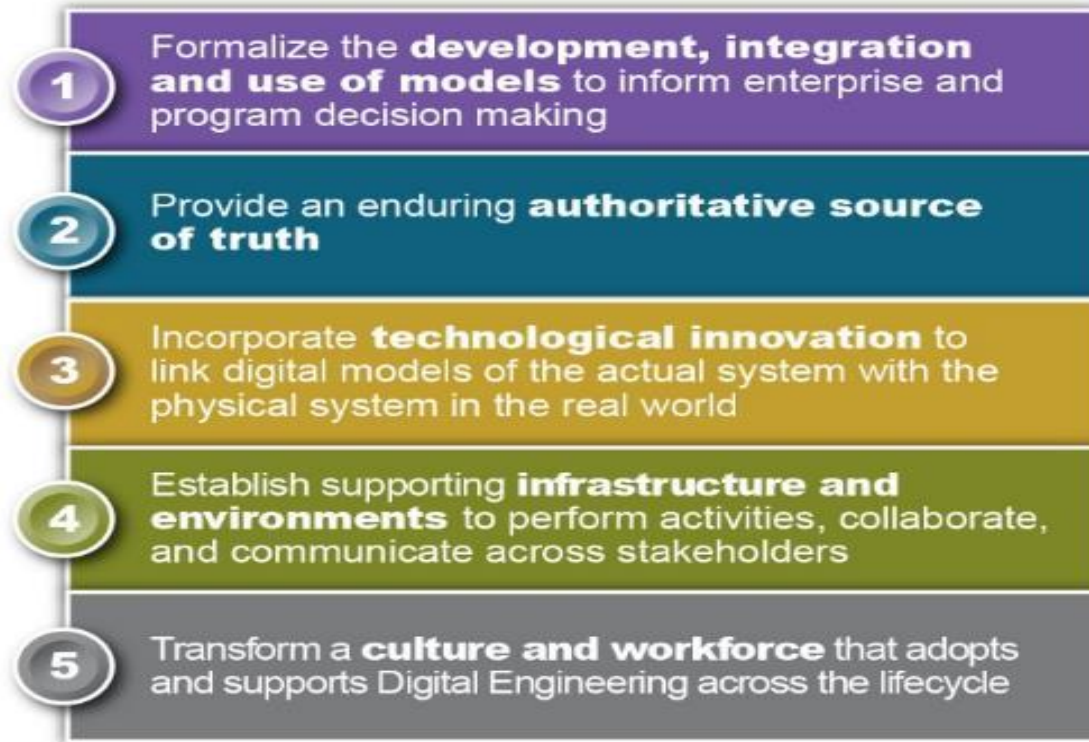 1
Formalize the development, integration
and use of models to inform enterprise and
program decision making
2
Provide an enduring authoritative source
of truth
3
Incorporate technological innovation to
link digital models of the actual system with the
physical system in the real world
4
Establish supporting infrastructure and
environments to perform activities, collaborate,
and communicate across stakeholders
5
Transform a culture and workforce that adopts
and supports Digital Engineering across the lifecycle